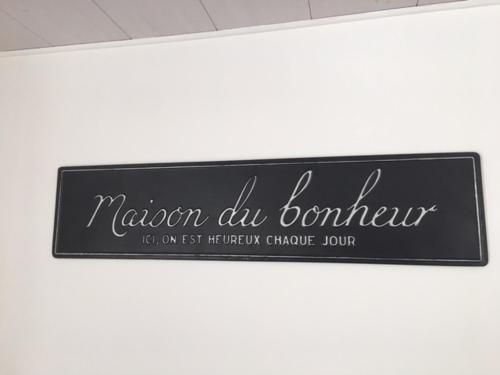 Maison du bonheur
ICI, ON EST HEUREUX CHAQUE JOUR